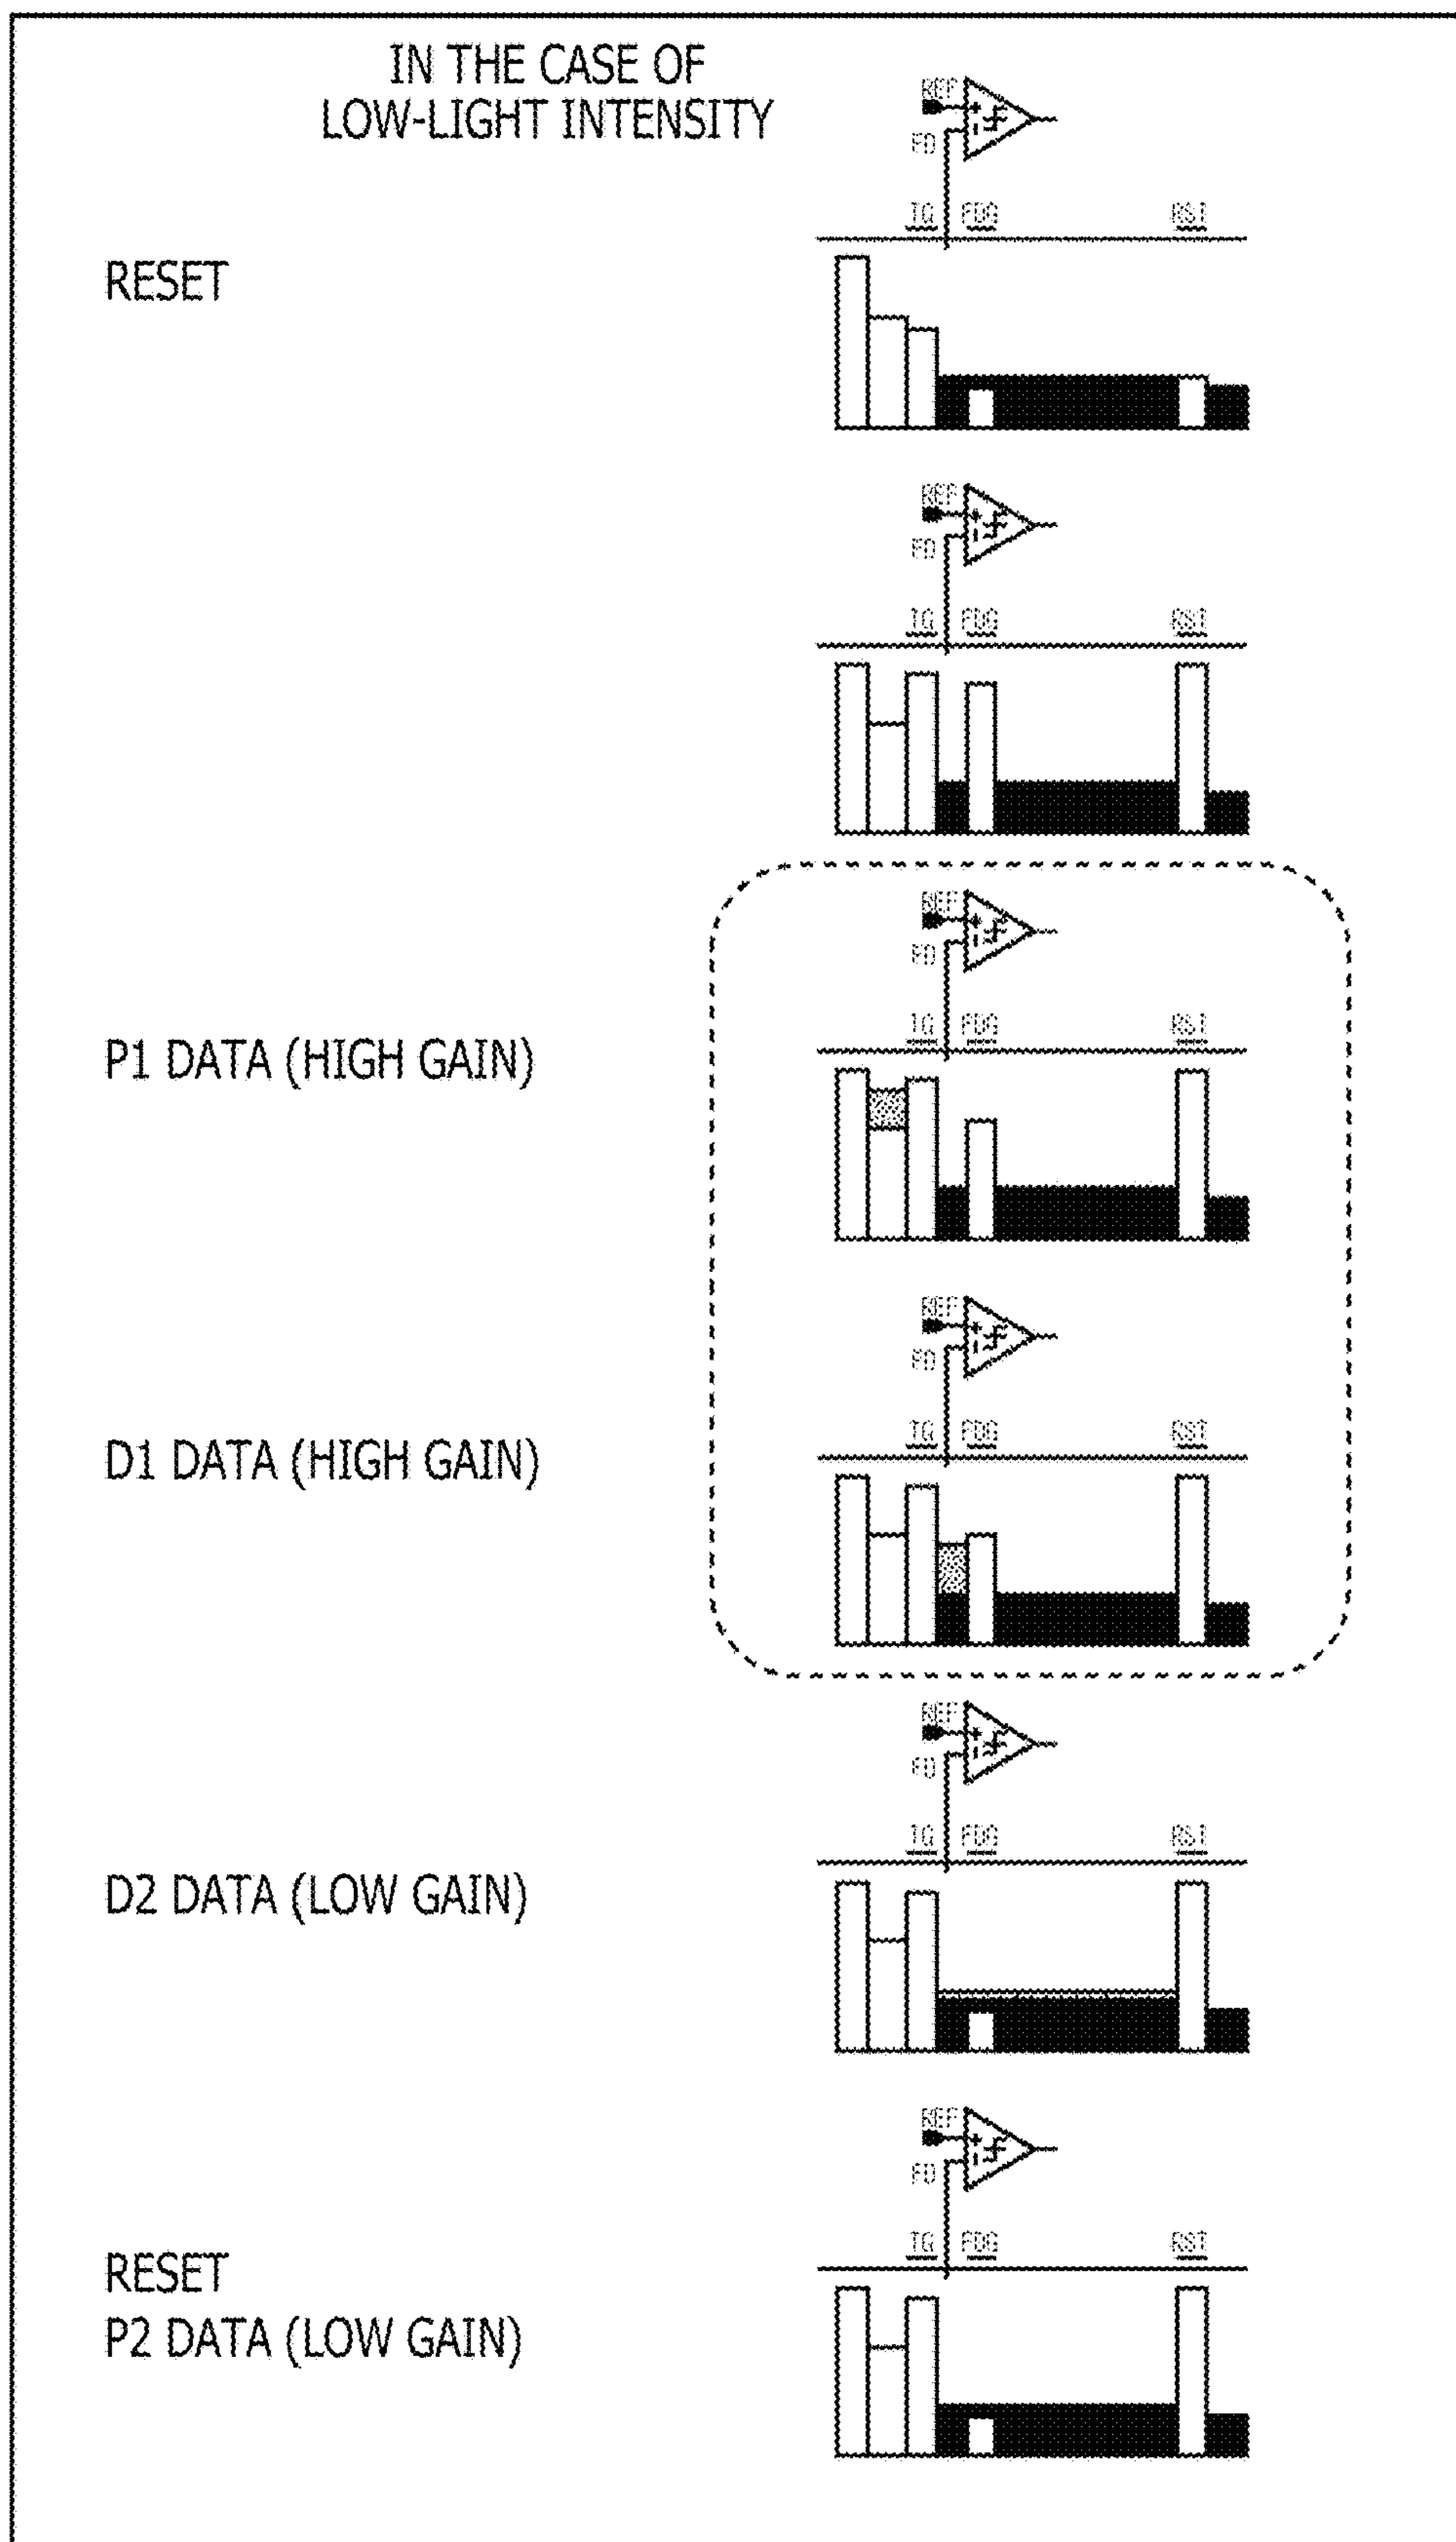 IN THE CASE OF
LOW-LIGHT INTENSITY
REF
FD
TG FDG RST
RESET
REF
FD
TG FDG RST
REF
FD
TG FDG RST
P1 DATA (HIGH GAIN)
REF
FD
TG FDG RST
D1 DATA (HIGH GAIN)
REF
FD
TG FDG RST
D2 DATA (LOW GAIN)
REF
FD
TG FDG RST
RESET
P2 DATA (LOW GAIN)